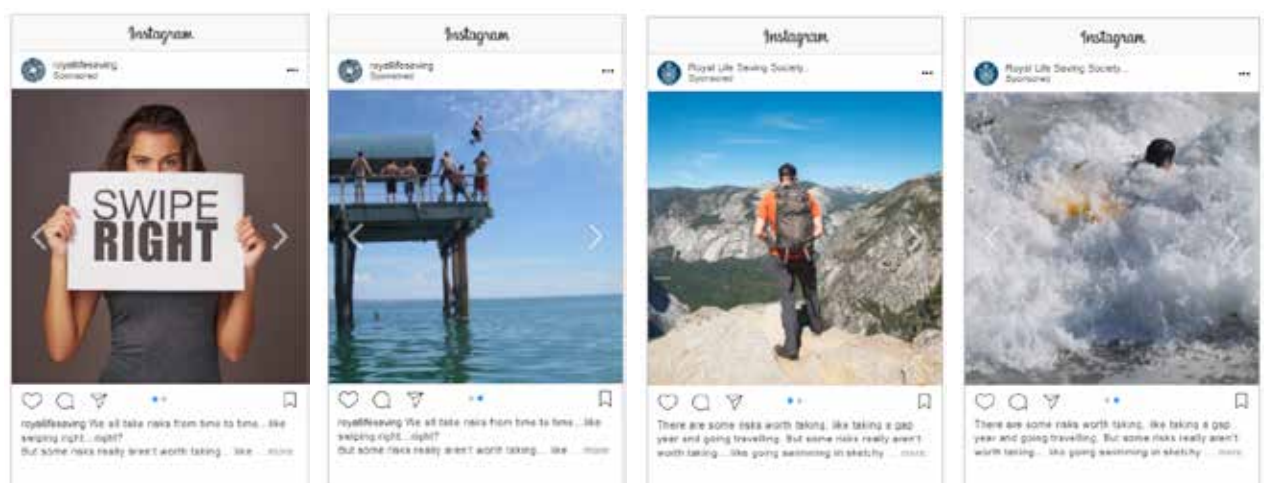 Instagram
royallifesaving
Sponsored
SWIPE
RIGHT
royallifesaving We all take risks from time to time... like
swiping right... right?
But some risks really aren't worth taking... like ... more
Instagram
royallifesaving
Sponsored
royallifesaving We all take risks from time to time... like
swiping right... right?
But some risks really aren't worth taking... like ... more
Instagram
Royal Life Saving Society...
Sponsored
There are some risks worth taking, like taking a gap
year and going travelling. But some risks really aren't
worth taking... like going swimming in sketchy ... more
Instagram
Royal Life Saving Society...
Sponsored
There are some risks worth taking, like taking a gap
year and going travelling. But some risks really aren't
worth taking... like going swimming in sketchy ... more